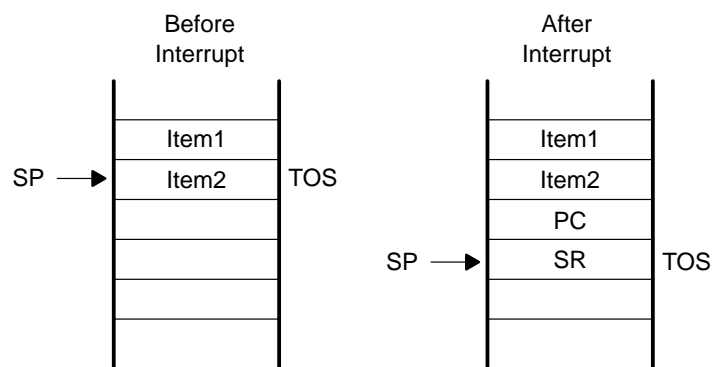 Before
Interrupt
Item1
SP
Item2
TOS
After
Interrupt
Item1
Item2
PC
SP
SR
TOS